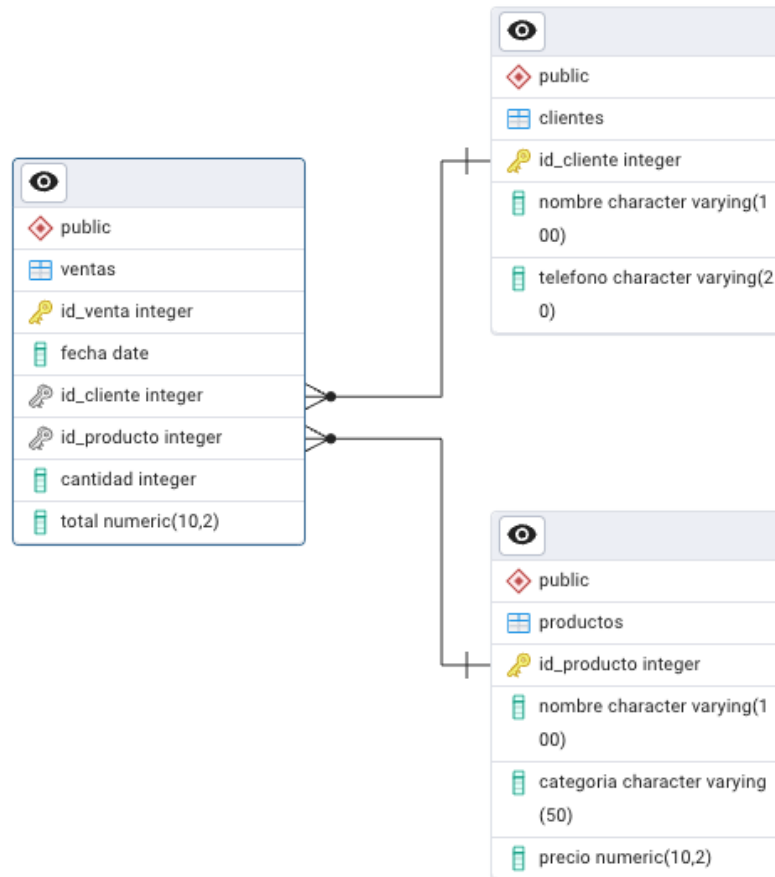 public
ventas
id_venta integer
fecha date
id_cliente integer
id_producto integer
cantidad integer
total numeric(10,2)
public
clientes
id_cliente integer
nombre character varying(1
00)
telefono character varying(2
0)
public
productos
id_producto integer
nombre character varying(1
00)
categoria character varying
(50)
precio numeric(10,2)